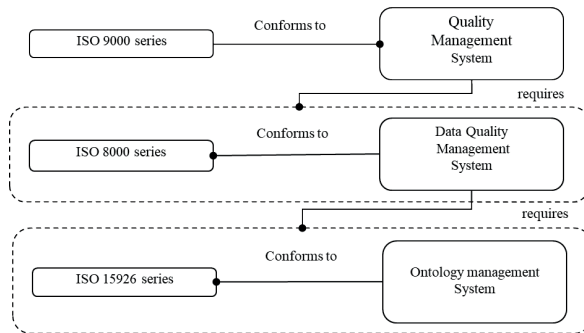 ISO 9000 series
Conforms to
Quality
Management
System
requires
ISO 8000 series
Conforms to
Data Quality
Management
System
requires
ISO 15926 series
Conforms to
Ontology management
System